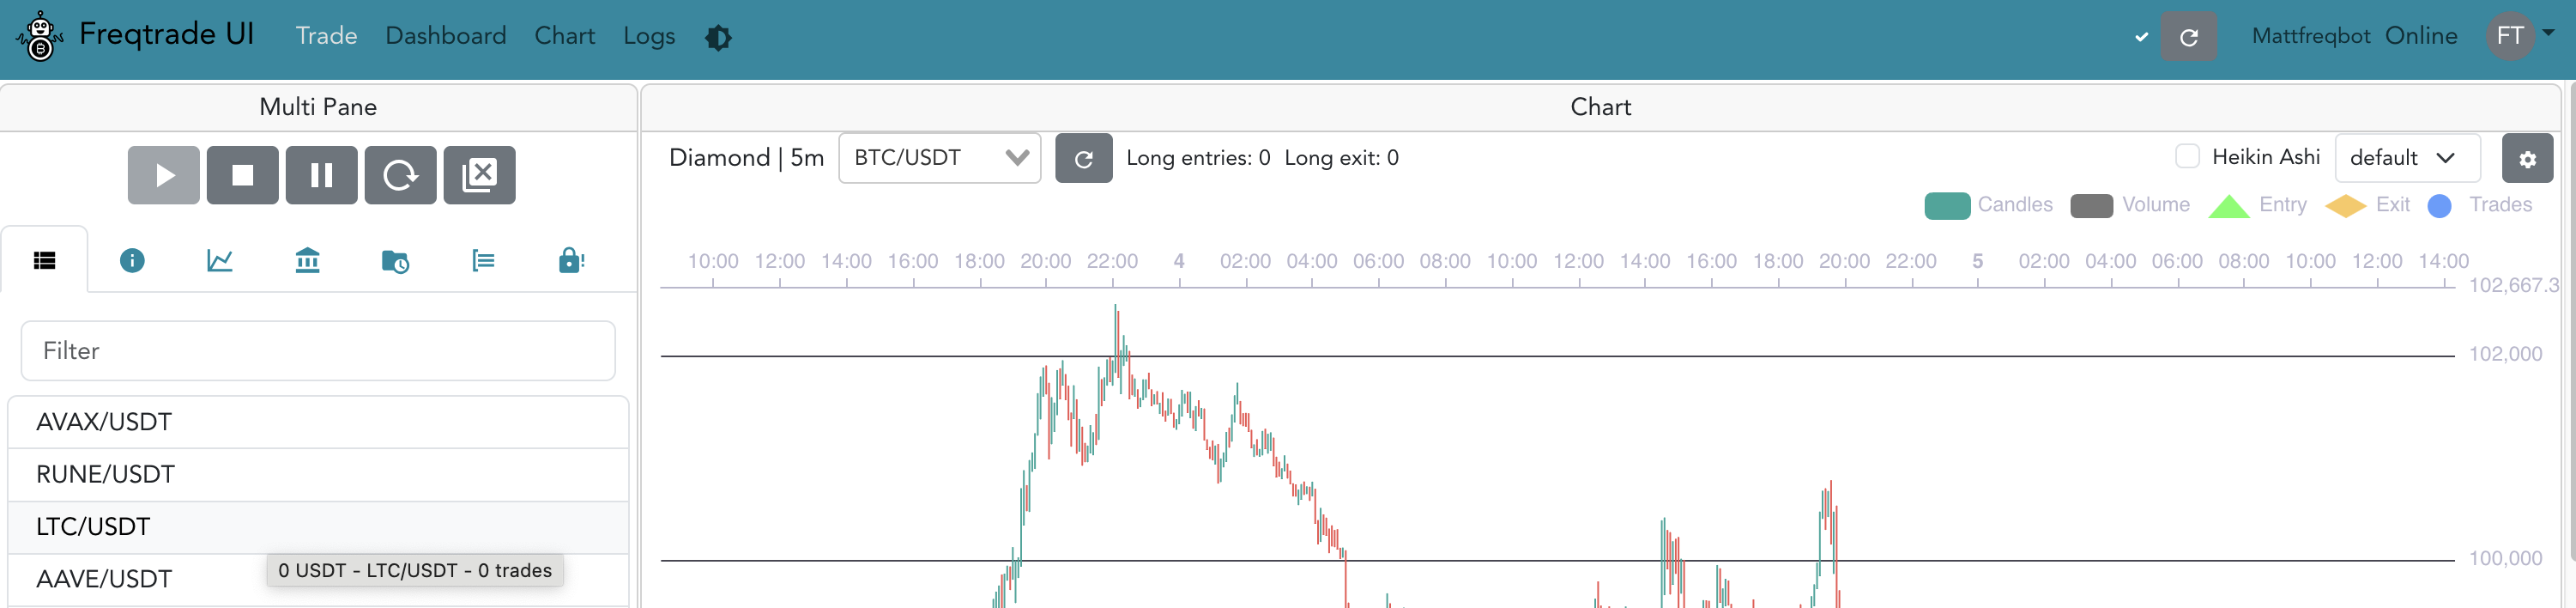 Freqtrade UI Trade Dashboard Chart Logs Mattfreqbot Online FT
Multi Pane
Chart
Diamond | 5m BTC/USDT Long entries: 0 Long exit: 0 Heikin Ashi default
Candles Volume Entry Exit Trades
10:00 12:00 14:00 16:00 18:00 20:00 22:00 4 02:00 04:00 06:00 08:00 10:00 12:00 14:00 16:00 18:00 20:00 22:00 5 02:00 04:00 06:00 08:00 10:00 12:00 14:00
102,667.3
Filter
102,000
AVAX/USDT
RUNE/USDT
LTC/USDT
100,000
AAVE/USDT
0 USDT - LTC/USDT - 0 trades